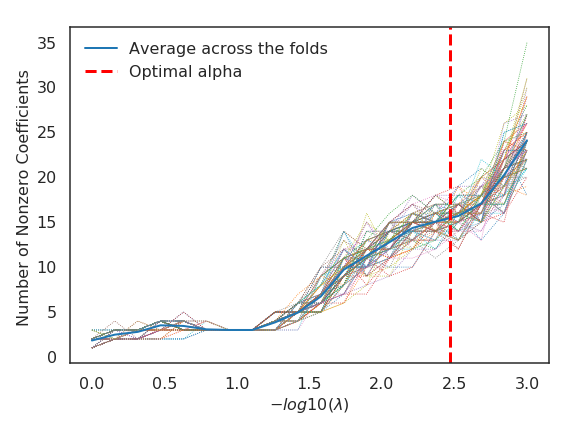 Average across the folds
Optimal alpha
Number of Nonzero Coefficients
35
30
25
20
15
10
5
0
0.0 0.5 1.0 1.5 2.0 2.5 3.0
−log10(λ)